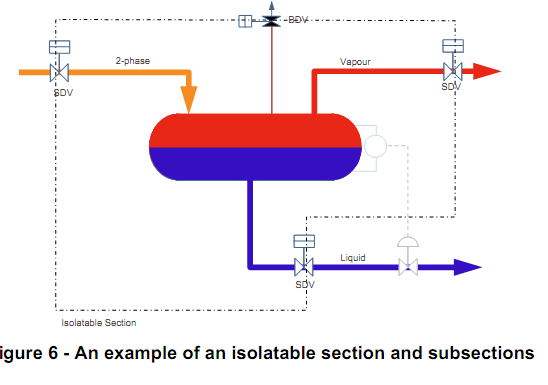 BDV
2-phase
Vapour
SDV
SDV
Liquid
SDV
Isolatable Section
igure 6 - An example of an isolatable section and subsections